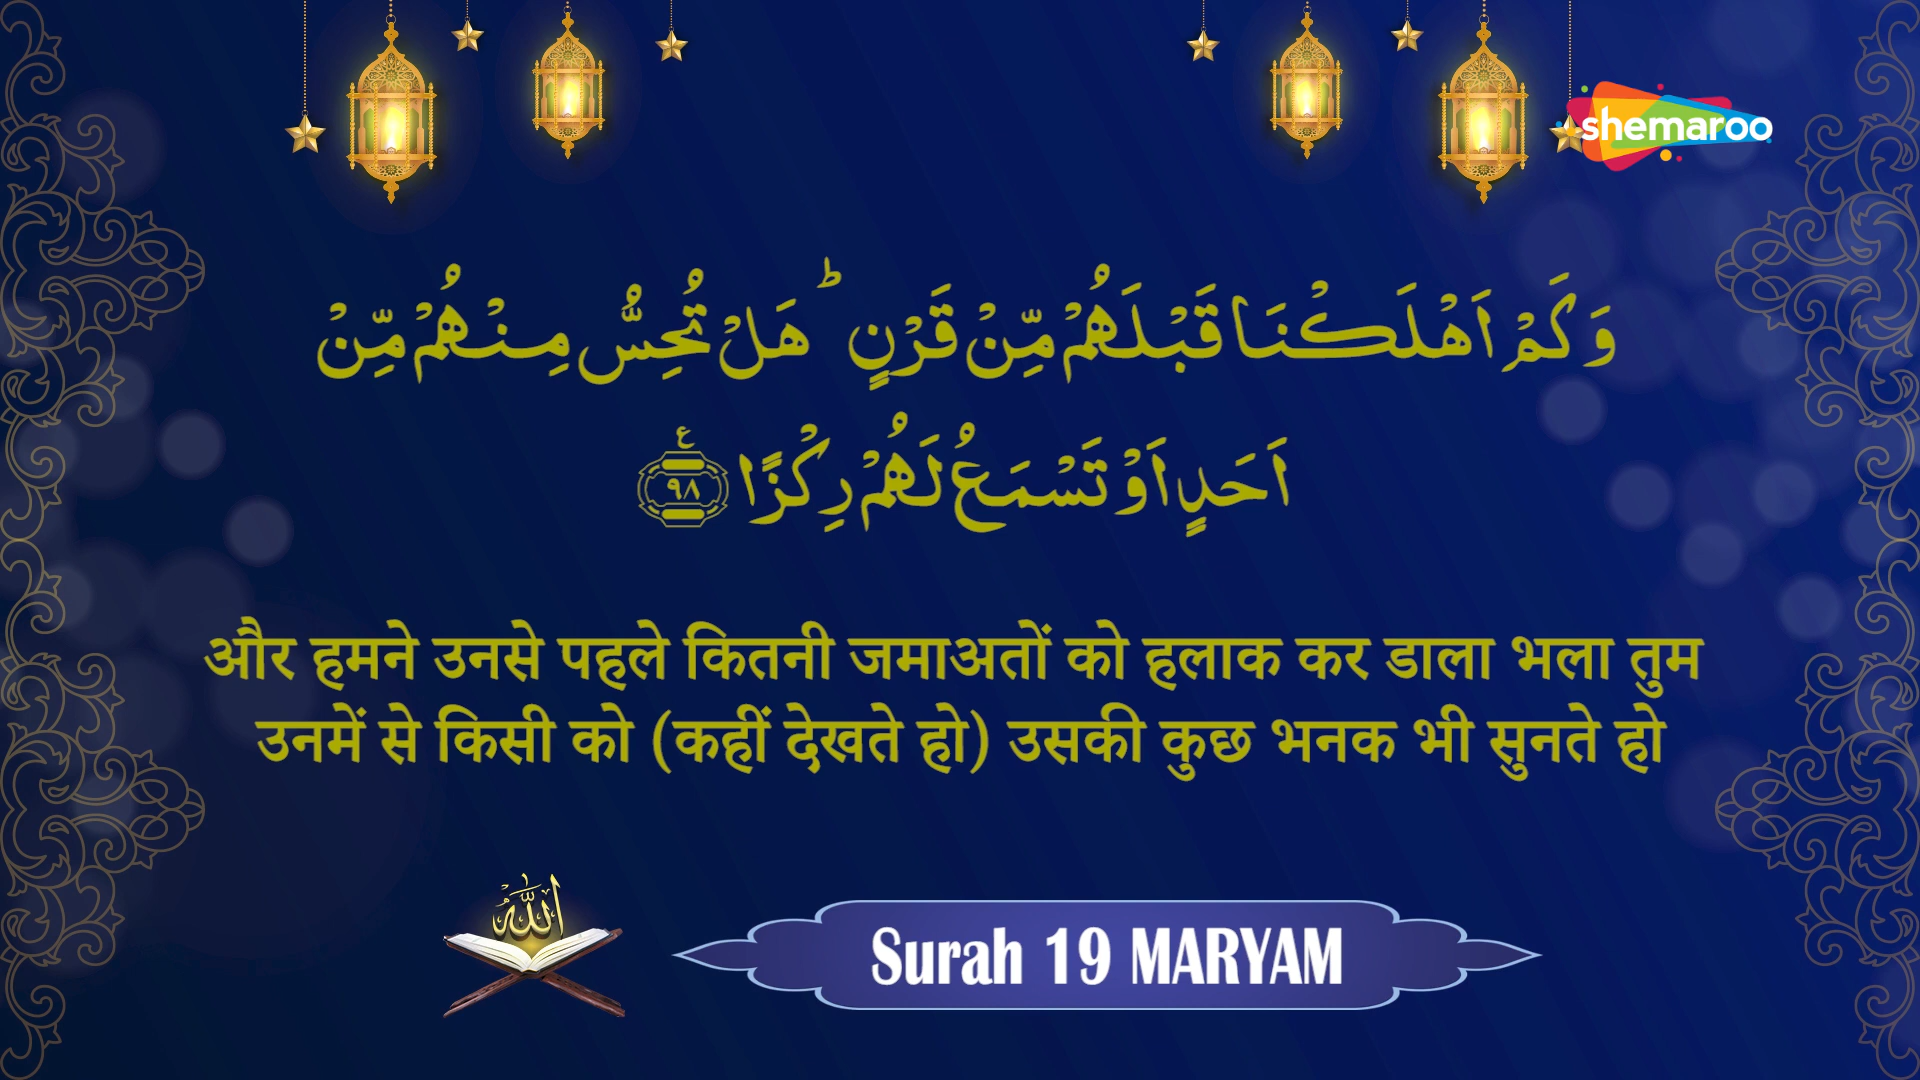 shemaroo
وَكَمْ اَهْلَكْنَا قَبْلَهُمْ مِّنْ قَرْنٍ ؕ هَلْ تُحِسُّ مِنْهُمْ مِّنْ
اَحَدٍ اَوْ تَسْمَعُ لَهُمْ رِكْزًا ۹۸ ع
और हमने उनसे पहले कितनी जमाअतों को हलाक कर डाला भला तुम
उनमें से किसी को (कहीं देखते हो) उसकी कुछ भनक भी सुनते हो
الله
Surah 19 MARYAM